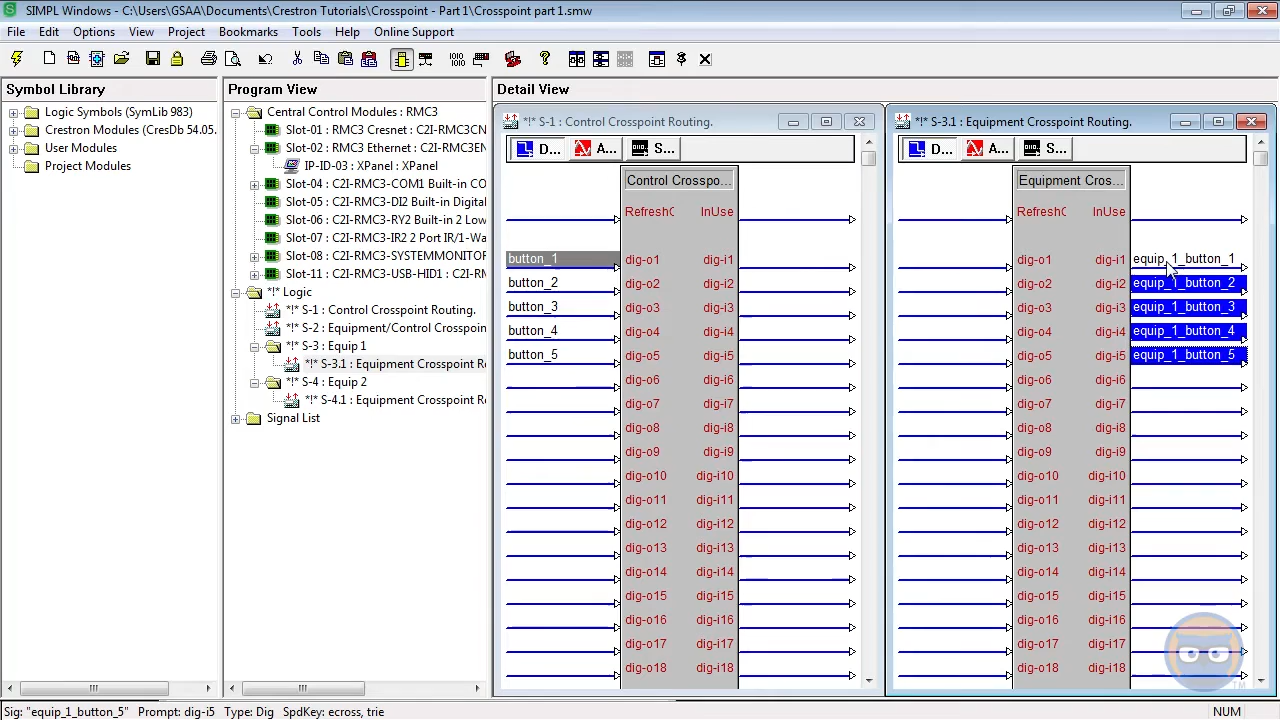 SIMPL Windows - C:\Users\GSAA\Documents\Crestron Tutorials\Crosspoint - Part 1\Crosspoint part 1.smw
File Edit Options View Project Bookmarks Tools Help Online Support
Symbol Library
Logic Symbols (SymLib 983)
Crestron Modules (CresDb 54.05.
User Modules
Project Modules
Program View
Central Control Modules : RMC3
Slot-01 : RMC3 Cresnet : C2I-RMC3CN
Slot-02 : RMC3 Ethernet : C2I-RMC3EN
IP-ID-03 : XPanel : XPanel
Slot-04 : C2I-RMC3-COM1 Built-in CO
Slot-05 : C2I-RMC3-DI2 Built-in Digita
Slot-06 : C2I-RMC3-RY2 Built-in 2 Low
Slot-07 : C2I-RMC3-IR2 2 Port IR/1-Wa
Slot-08 : C2I-RMC3-SYSTEMMONITOR
Slot-11 : C2I-RMC3-USB-HID1 : C2I-RM
*!* Logic
*!* S-1 : Control Crosspoint Routing.
*!* S-2 : Equipment/Control Crosspoin
*!* S-3 : Equip 1
*!* S-3.1 : Equipment Crosspoint R
*!* S-4 : Equip 2
*!* S-4.1 : Equipment Crosspoint R
Signal List
Detail View
*!* S-1 : Control Crosspoint Routing.
D... A... S...
Control Crosspo...
RefreshC InUse
button_1 dig-o1 dig-i1
button_2 dig-o2 dig-i2
button_3 dig-o3 dig-i3
button_4 dig-o4 dig-i4
button_5 dig-o5 dig-i5
dig-o6 dig-i6
dig-o7 dig-i7
dig-o8 dig-i8
dig-o9 dig-i9
dig-o10 dig-i10
dig-o11 dig-i11
dig-o12 dig-i12
dig-o13 dig-i13
dig-o14 dig-i14
dig-o15 dig-i15
dig-o16 dig-i16
dig-o17 dig-i17
dig-o18 dig-i18
*!* S-3.1 : Equipment Crosspoint Routing.
D... A... S...
Equipment Cros...
RefreshC InUse
dig-o1 dig-i1 equip_1_button_1
dig-o2 dig-i2 equip_1_button_2
dig-o3 dig-i3 equip_1_button_3
dig-o4 dig-i4 equip_1_button_4
dig-o5 dig-i5 equip_1_button_5
dig-o6 dig-i6
dig-o7 dig-i7
dig-o8 dig-i8
dig-o9 dig-i9
dig-o10 dig-i10
dig-o11 dig-i11
dig-o12 dig-i12
dig-o13 dig-i13
dig-o14 dig-i14
dig-o15 dig-i15
dig-o16 dig-i16
dig-o17 dig-i17
dig-o18 dig-i18
TM
Sig: "equip_1_button_5" Prompt: dig-i5 Type: Dig SpdKey: ecross, trie
NUM